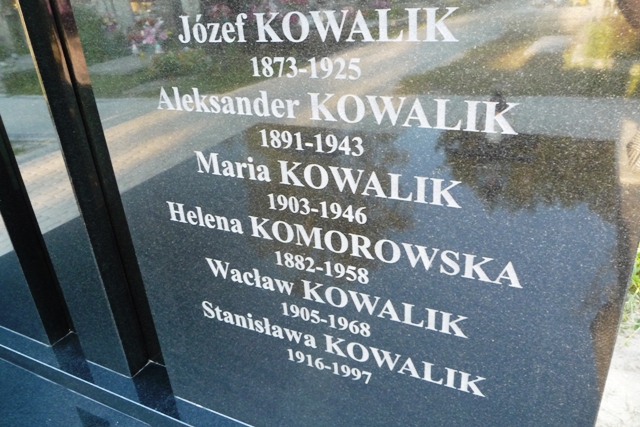 Józef KOWALIK
1873-1925
Aleksander KOWALIK
1891-1943
Maria KOWALIK
1903-1946
Helena KOMOROWSKA
1882-1958
Wacław KOWALIK
1905-1968
Stanisława KOWALIK
1916-1997